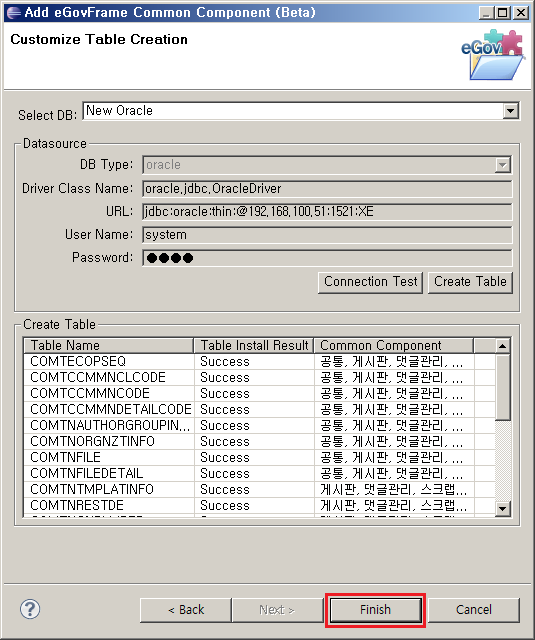 Add eGovFrame Common Component (Beta)
Customize Table Creation
eGov
Select DB: New Oracle
Datasource
DB Type: oracle
Driver Class Name: oracle.jdbc.OracleDriver
URL: jdbc:oracle:thin:@192.168.100.51:1521:XE
User Name: system
Password: ●●●●
Connection Test Create Table
Create Table
Table Name Table Install Result Common Component
COMTECOPSEQ Success 공통, 게시판, 댓글관리, ...
COMTCCMMNCLCODE Success 공통, 게시판, 댓글관리, ...
COMTCCMMNCODE Success 공통, 게시판, 댓글관리, ...
COMTCCMMNDETAILCODE Success 공통, 게시판, 댓글관리, ...
COMTNAUTHORGROUPIN... Success 공통, 게시판, 댓글관리, ...
COMTNORGNZTINFO Success 공통, 게시판, 댓글관리, ...
COMTNFILE Success 공통, 게시판, 댓글관리, ...
COMTNFILEDETAIL Success 공통, 게시판, 댓글관리, ...
COMTNTMPLATINFO Success 게시판, 댓글관리, 스크랩...
COMTNRESTDE Success 게시판, 댓글관리, 스크랩...
< Back Next > Finish Cancel